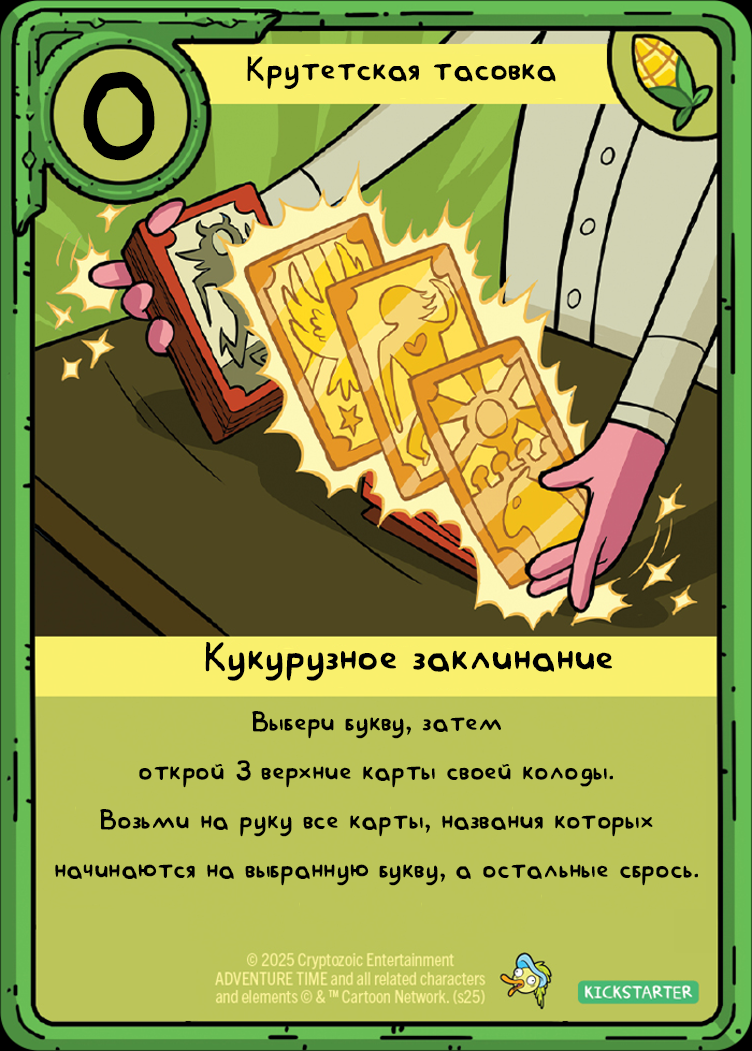 0
Крутетская тасовка
Кукурузное заклинание
Выбери букву, затем
открой 3 верхние карты своей колоды.
Возьми на руку все карты, названия которых
начинаются на выбранную букву, а остальные сбрось.
© 2025 Cryptozoic Entertainment
ADVENTURE TIME and all related characters
and elements © & ™ Cartoon Network. (s25)
KICKSTARTER